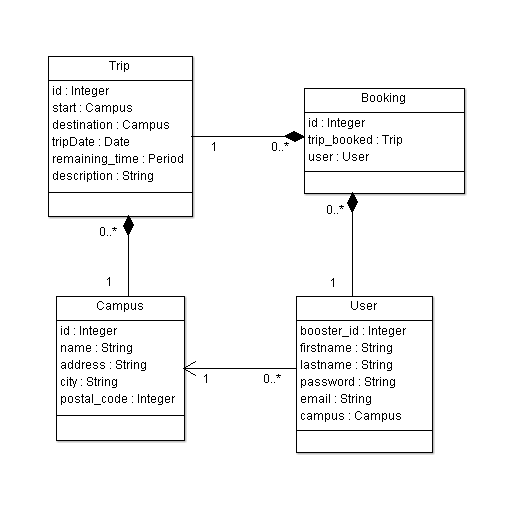 Trip
id : Integer
start : Campus
destination : Campus
tripDate : Date
remaining_time : Period
description : String
Booking
id : Integer
trip_booked : Trip
user : User
1
0..*
0..*
1
0..*
1
Campus
id : Integer
name : String
address : String
city : String
postal_code : Integer
User
booster_id : Integer
firstname : String
lastname : String
password : String
email : String
campus : Campus
1
0..*